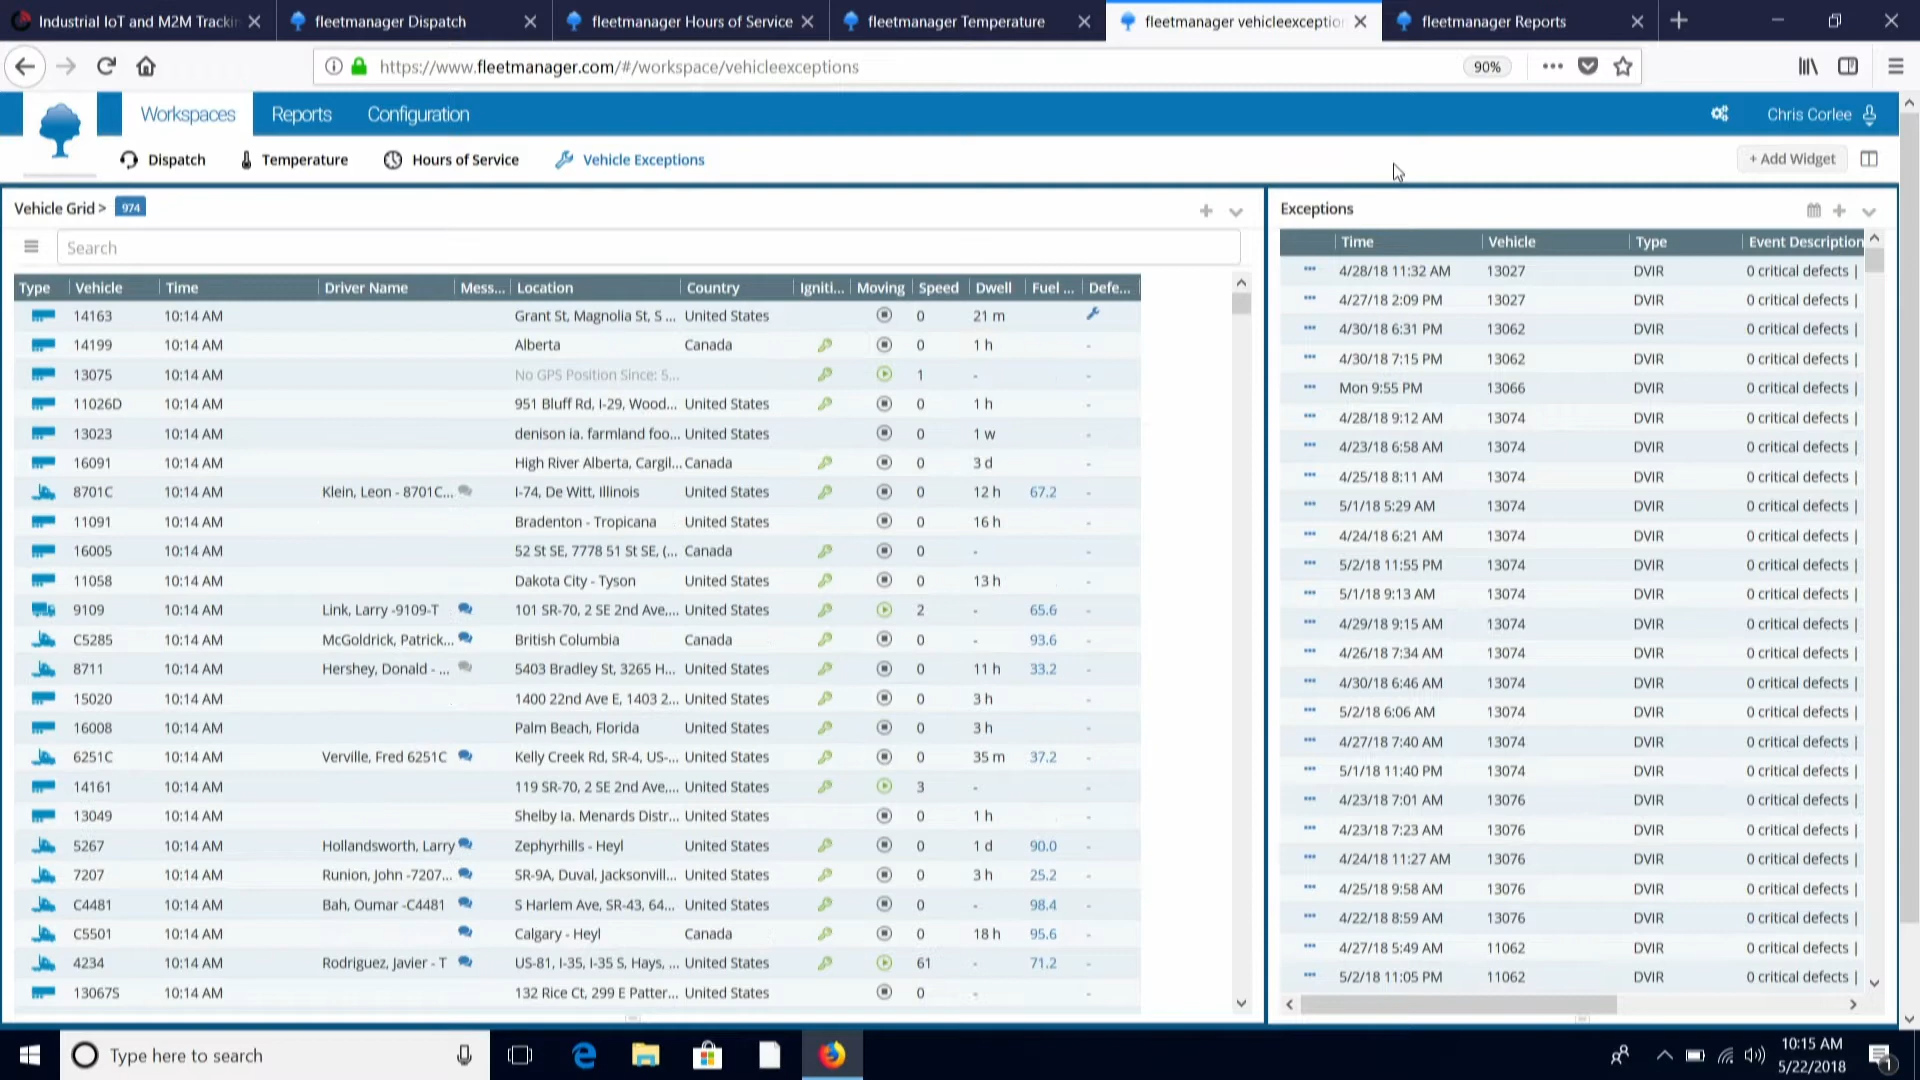 Industrial IoT and M2M Trackin
fleetmanager Dispatch
fleetmanager Hours of Service
fleetmanager Temperature
fleetmanager vehicleexceptio
fleetmanager Reports
https://www.fleetmanager.com/#/workspace/vehicleexceptions
90%
Workspaces Reports Configuration
Chris Corlee
Dispatch Temperature Hours of Service Vehicle Exceptions
+ Add Widget
Vehicle Grid > 974
Search
Type Vehicle Time Driver Name Mess... Location Country Igniti... Moving Speed Dwell Fuel ... Defe...
14163 10:14 AM Grant St, Magnolia St, S ... United States 0 21 m
14199 10:14 AM Alberta Canada 0 1 h -
13075 10:14 AM No GPS Position Since: 5... 1 - -
11026D 10:14 AM 951 Bluff Rd, I-29, Wood... United States 0 1 h -
13023 10:14 AM denison ia. farmland foo... United States 0 1 w -
16091 10:14 AM High River Alberta, Cargil... Canada 0 3 d -
8701C 10:14 AM Klein, Leon - 8701C... I-74, De Witt, Illinois United States 0 12 h 67.2 -
11091 10:14 AM Bradenton - Tropicana United States 0 16 h -
16005 10:14 AM 52 St SE, 7778 51 St SE, (... Canada 0 - -
11058 10:14 AM Dakota City - Tyson United States 0 13 h -
9109 10:14 AM Link, Larry -9109-T 101 SR-70, 2 SE 2nd Ave,... United States 2 - 65.6 -
C5285 10:14 AM McGoldrick, Patrick... British Columbia Canada 0 - 93.6 -
8711 10:14 AM Hershey, Donald - ... 5403 Bradley St, 3265 H... United States 0 11 h 33.2 -
15020 10:14 AM 1400 22nd Ave E, 1403 2... United States 0 3 h -
16008 10:14 AM Palm Beach, Florida United States 0 3 h -
6251C 10:14 AM Verville, Fred 6251C Kelly Creek Rd, SR-4, US-... United States 0 35 m 37.2 -
14161 10:14 AM 119 SR-70, 2 SE 2nd Ave,... United States 3 - -
13049 10:14 AM Shelby Ia. Menards Distr... United States 0 1 h -
5267 10:14 AM Hollandsworth, Larry Zephyrhills - Heyl United States 0 1 d 90.0 -
7207 10:14 AM Runion, John -7207... SR-9A, Duval, Jacksonvill... United States 0 3 h 25.2 -
C4481 10:14 AM Bah, Oumar -C4481 S Harlem Ave, SR-43, 64... United States 0 - 98.4 -
C5501 10:14 AM Calgary - Heyl Canada 0 18 h 95.6 -
4234 10:14 AM Rodriguez, Javier - T US-81, I-35, I-35 S, Hays, ... United States 61 - 71.2 -
13067S 10:14 AM 132 Rice Ct, 299 E Patter... United States 0 - -
Exceptions
Time Vehicle Type Event Description
4/28/18 11:32 AM 13027 DVIR 0 critical defects |
4/27/18 2:09 PM 13027 DVIR 0 critical defects |
4/30/18 6:31 PM 13062 DVIR 0 critical defects |
4/30/18 7:15 PM 13062 DVIR 0 critical defects |
Mon 9:55 PM 13066 DVIR 0 critical defects |
4/28/18 9:12 AM 13074 DVIR 0 critical defects |
4/23/18 6:58 AM 13074 DVIR 0 critical defects |
4/25/18 8:11 AM 13074 DVIR 0 critical defects |
5/1/18 5:29 AM 13074 DVIR 0 critical defects |
4/24/18 6:21 AM 13074 DVIR 0 critical defects |
5/2/18 11:55 PM 13074 DVIR 0 critical defects |
5/1/18 9:13 AM 13074 DVIR 0 critical defects |
4/29/18 9:15 AM 13074 DVIR 0 critical defects |
4/26/18 7:34 AM 13074 DVIR 0 critical defects |
4/30/18 6:46 AM 13074 DVIR 0 critical defects |
5/2/18 6:06 AM 13074 DVIR 0 critical defects |
4/27/18 7:40 AM 13074 DVIR 0 critical defects |
5/1/18 11:40 PM 13074 DVIR 0 critical defects |
4/23/18 7:01 AM 13076 DVIR 0 critical defects |
4/23/18 7:23 AM 13076 DVIR 0 critical defects |
4/24/18 11:27 AM 13076 DVIR 0 critical defects |
4/25/18 9:58 AM 13076 DVIR 0 critical defects |
4/22/18 8:59 AM 13076 DVIR 0 critical defects |
4/27/18 5:49 AM 11062 DVIR 0 critical defects |
5/2/18 11:05 PM 11062 DVIR 0 critical defects |
Type here to search
10:15 AM
5/22/2018
1